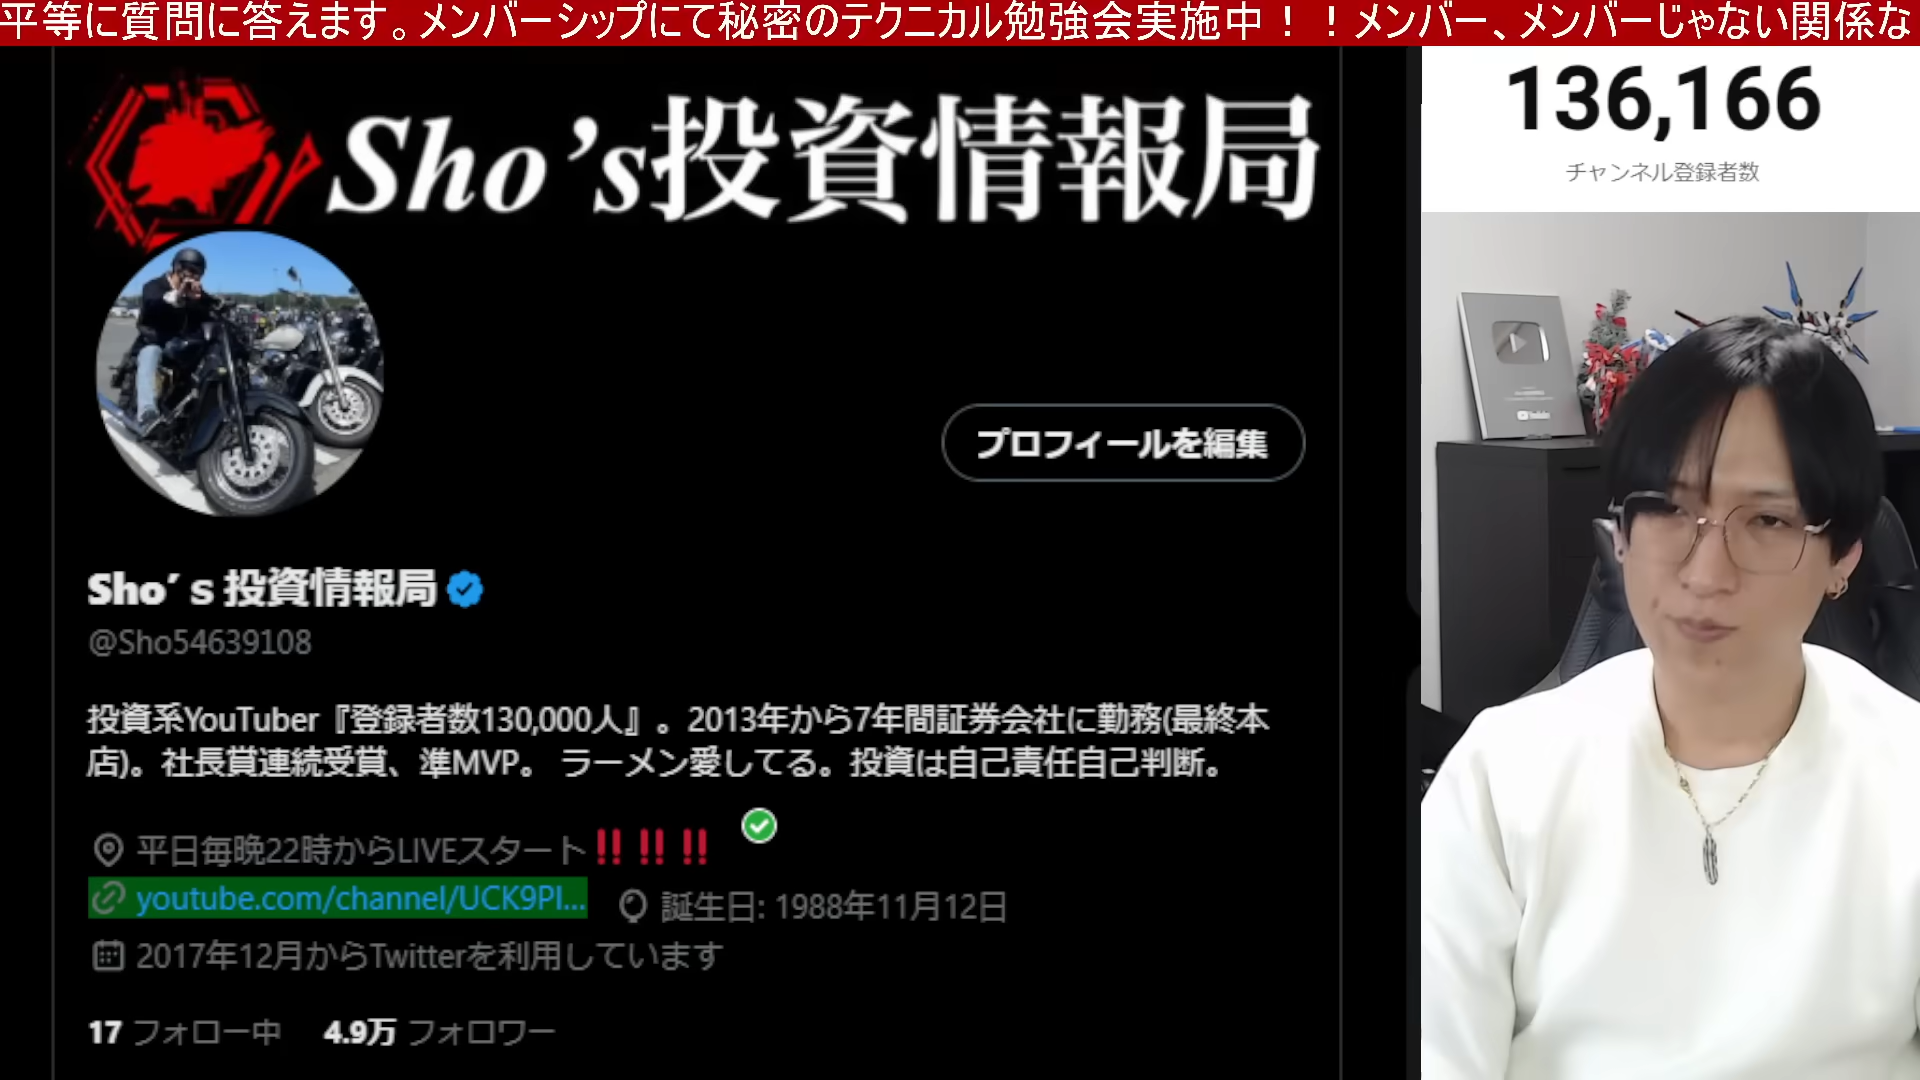 平等に質問に答えます。メンバーシップにて秘密のテクニカル勉強会実施中！！メンバー、メンバーじゃない関係な
136,166
チャンネル登録者数
Sho’s投資情報局
プロフィールを編集
Sho′ｓ投資情報局
@Sho54639108
投資系YouTuber『登録者数130,000人』。2013年から7年間証券会社に勤務(最終本
店)。社長賞連続受賞、準MVP。 ラーメン愛してる。投資は自己責任自己判断。
平日毎晩22時からLIVEスタート‼ ‼ ‼
youtube.com/channel/UCK9Pl... 誕生日: 1988年11月12日
2017年12月からTwitterを利用しています
17 フォロー中 4.9万 フォロワー
YouTube